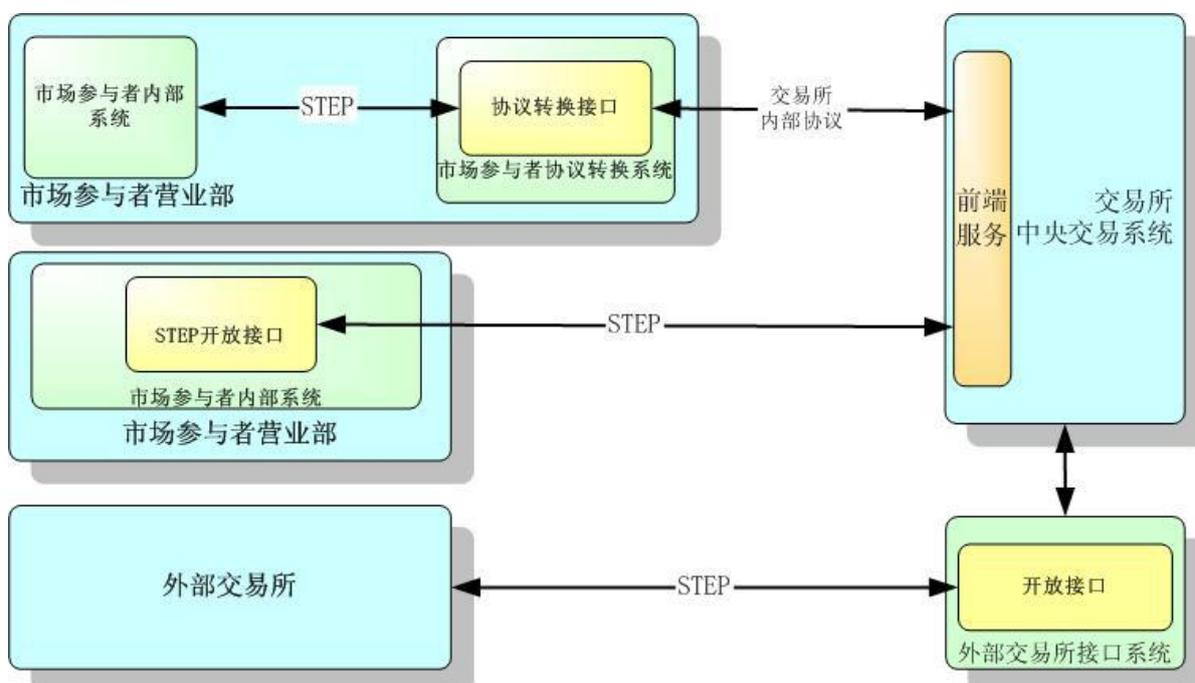 市场参与者内部
系统
STEP
协议转换接口
市场参与者协议转换系统
市场参与者营业部
交易所
内部协议
前端
服务
交易所
中央交易系统
STEP开放接口
市场参与者内部系统
市场参与者营业部
STEP
外部交易所
STEP
开放接口
外部交易所接口系统